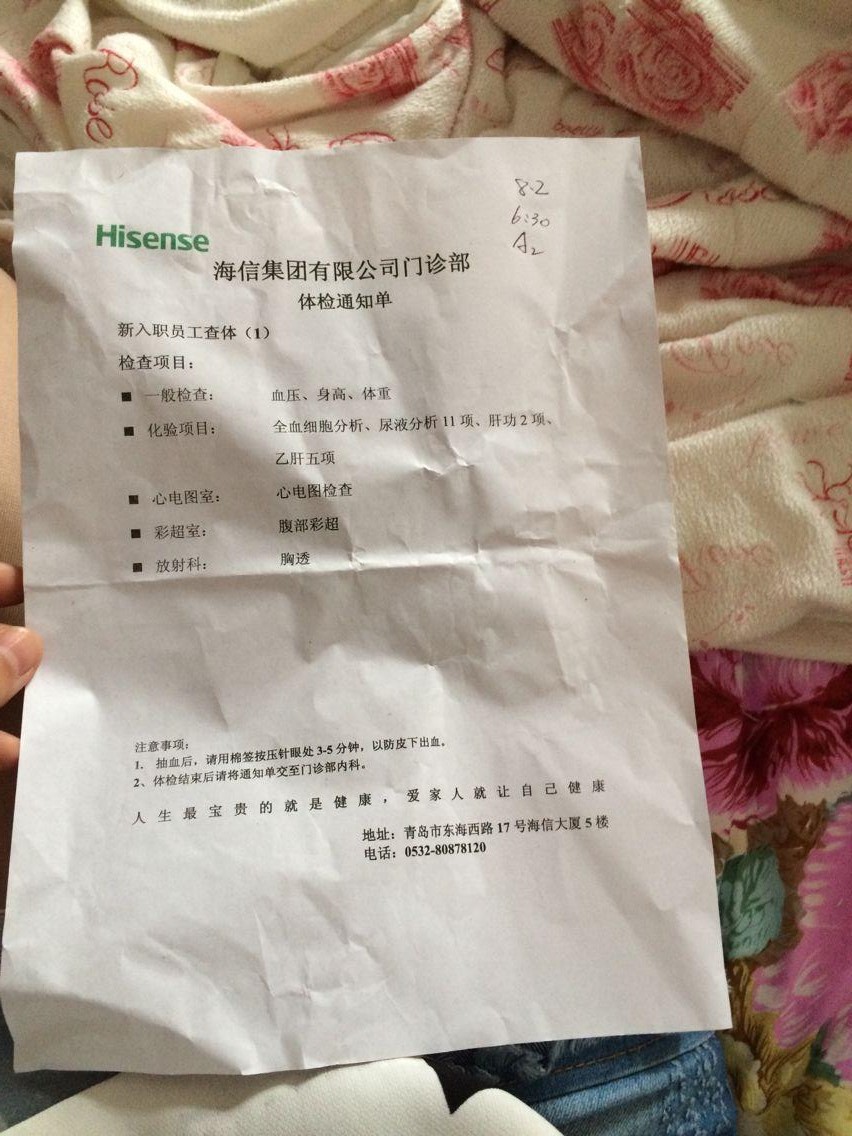 Rose
8.2
6:30
A2
Hisense
海信集团有限公司门诊部
体检通知单
新入职员工查体（1）
检查项目：
■ 一般检查： 血压、身高、体重
■ 化验项目： 全血细胞分析、尿液分析 11 项、肝功 2 项、
乙肝五项
■ 心电图室： 心电图检查
■ 彩超室： 腹部彩超
■ 放射科： 胸透
注意事项：
1. 抽血后，请用棉签按压针眼处 3-5 分钟，以防皮下出血。
2、体检结束后请将通知单交至门诊部内科。
人生最宝贵的就是健康，爱家人就让自己健康
地址：青岛市东海西路 17 号海信大厦 5 楼
电话：0532-80878120